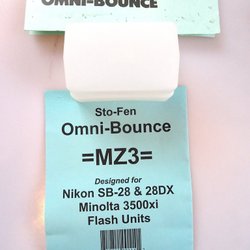 OMNI-BOUNCE
Sto-Fen
Omni-Bounce
=MZ3=
Designed for
Nikon SB-28 & 28DX
Minolta 3500xi
Flash Units